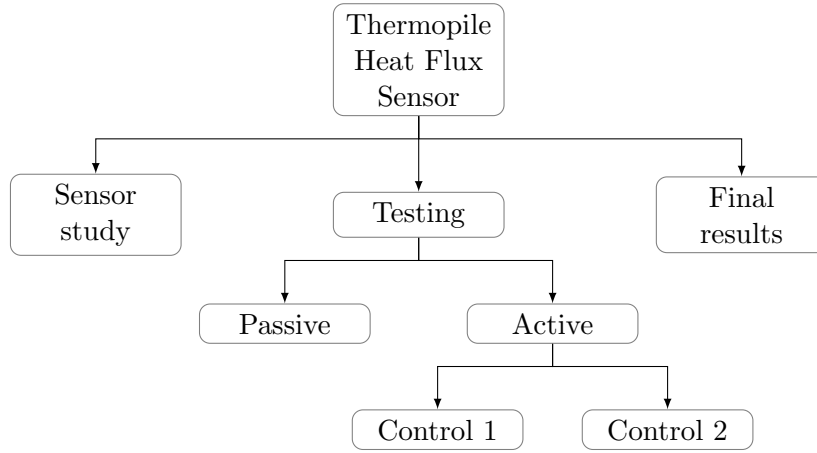 Thermopile
Heat Flux
Sensor
Sensor
study
Testing
Final
results
Passive
Active
Control 1
Control 2